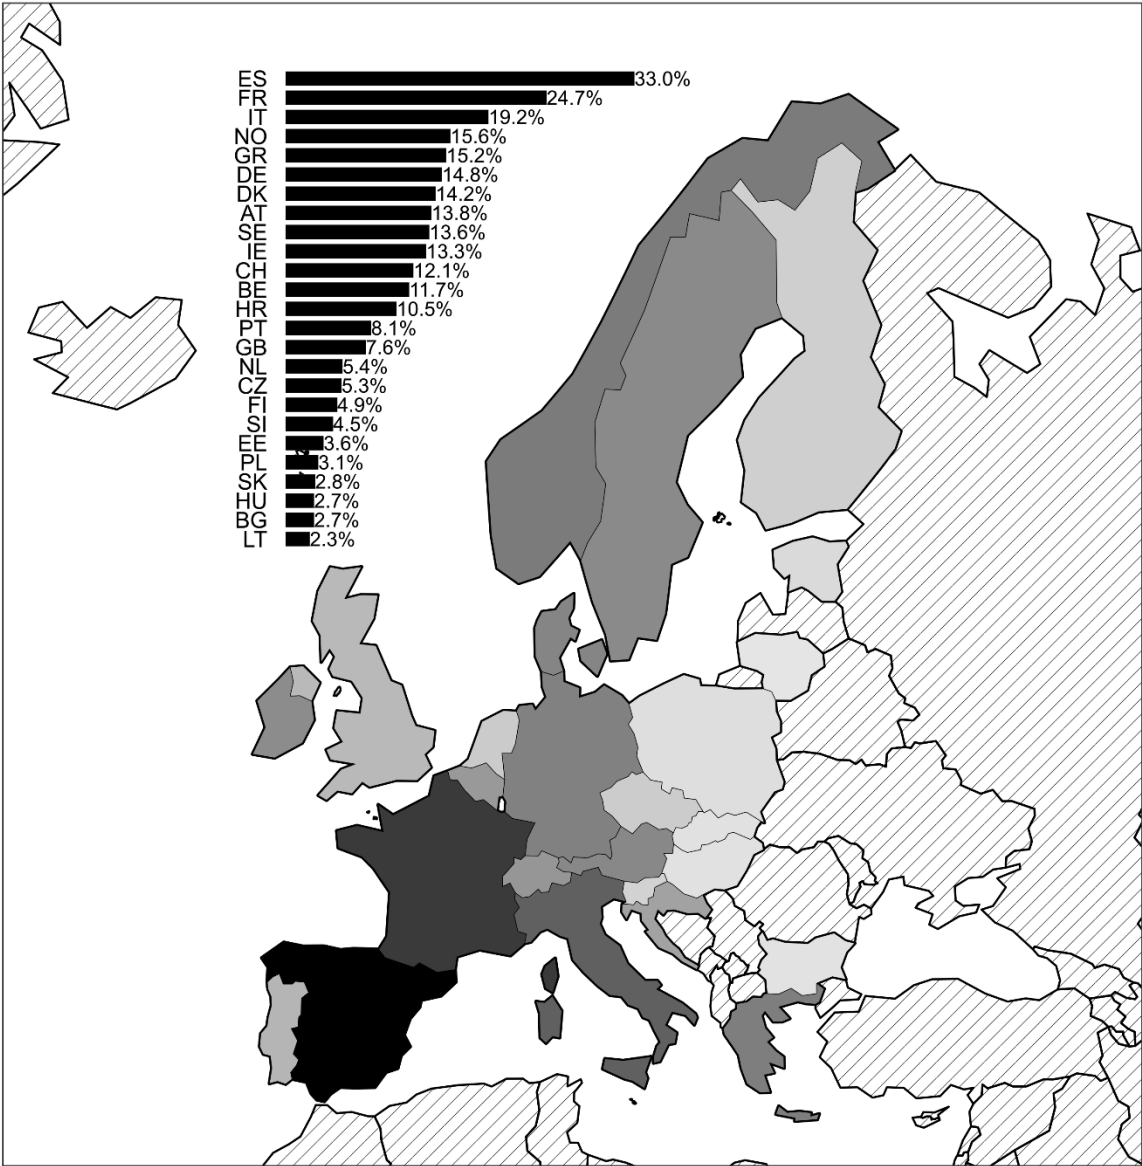 ES 33.0%
FR 24.7%
IT 19.2%
NO 15.6%
GR 15.2%
DE 14.8%
DK 14.2%
AT 13.8%
SE 13.6%
IE 13.3%
CH 12.1%
BE 11.7%
HR 10.5%
PT 8.1%
GB 7.6%
NL 5.4%
CZ 5.3%
FI 4.9%
SI 4.5%
EE 3.6%
PL 3.1%
SK 2.8%
HU 2.7%
BG 2.7%
LT 2.3%